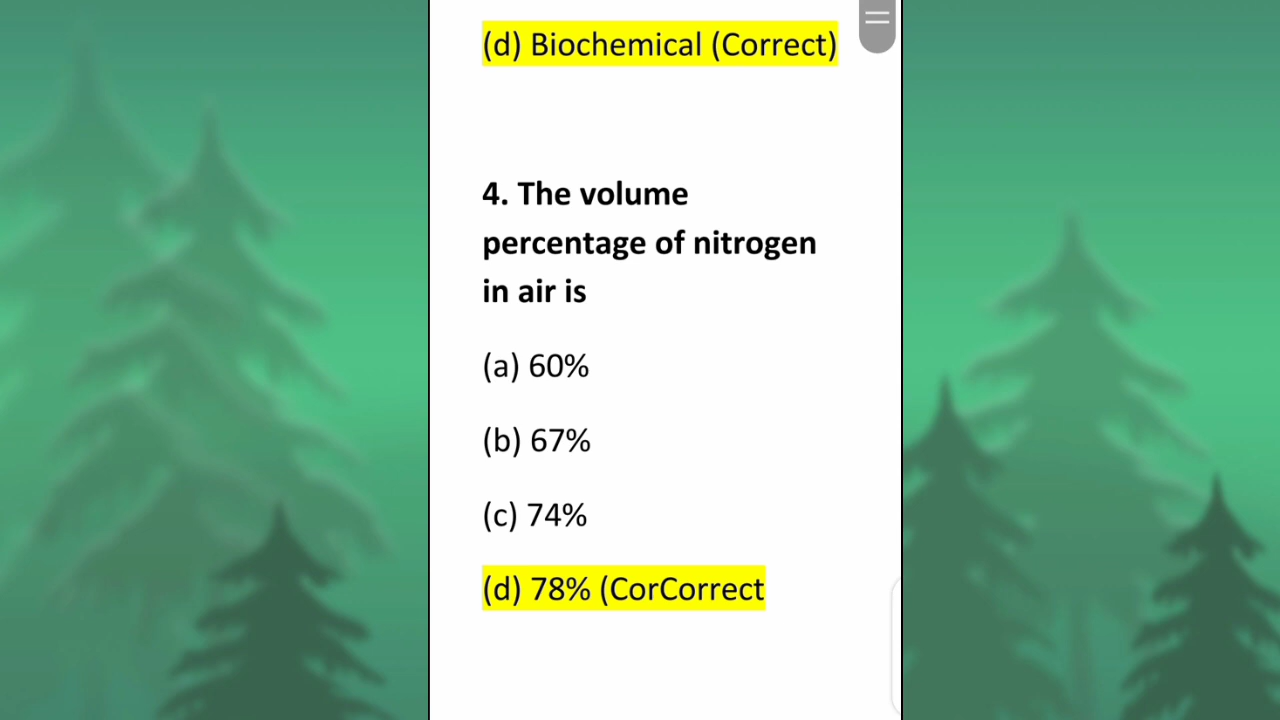 (d) Biochemical (Correct)
4. The volume
percentage of nitrogen
in air is
(a) 60%
(b) 67%
(c) 74%
(d) 78% (CorCorrect